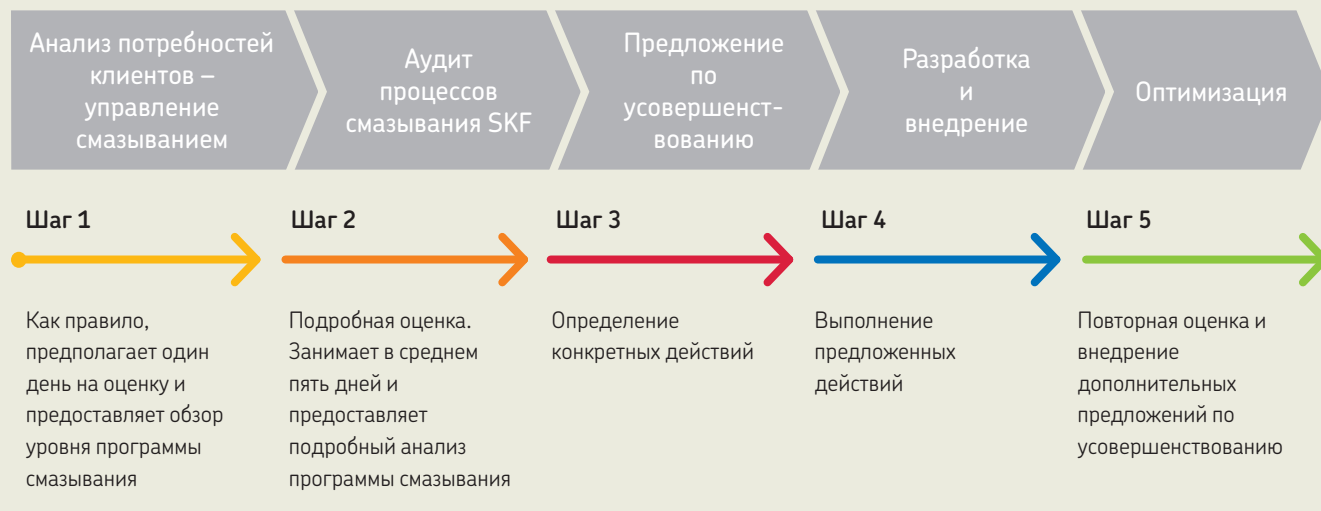 Анализ потребностей
клиентов –
управление
смазыванием
Аудит
процессов
смазывания SKF
Предложение
по
усовершенст-
вованию
Разработка
и
внедрение
Оптимизация
Шаг 1
Шаг 2
Шаг 3
Шаг 4
Шаг 5
Как правило,
предполагает один
день на оценку и
предоставляет обзор
уровня программы
смазывания
Подробная оценка.
Занимает в среднем
пять дней и
предоставляет
подробный анализ
программы смазывания
Определение
конкретных действий
Выполнение
предложенных
действий
Повторная оценка и
внедрение
дополнительных
предложений по
усовершенствованию